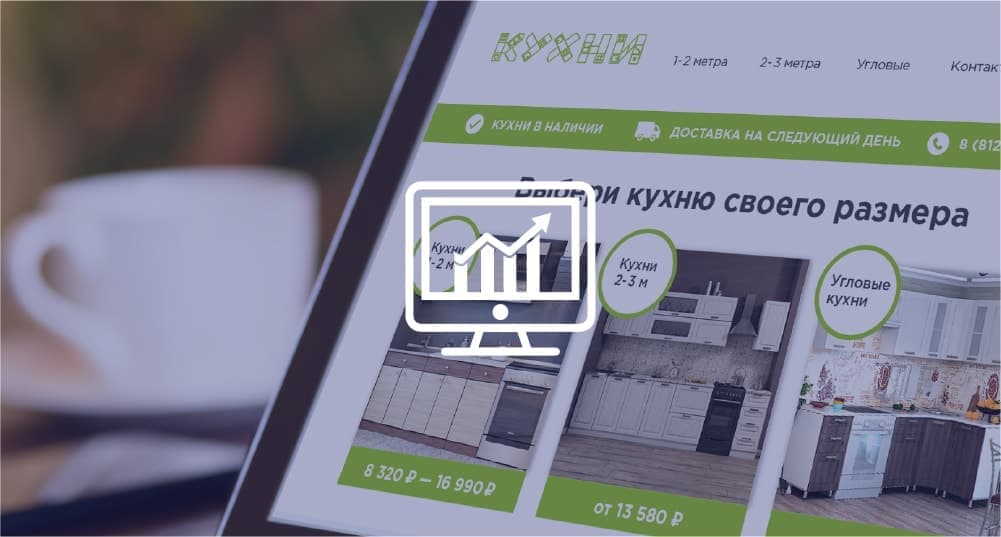 КУХНИ
1-2 метра 2-3 метра Угловые Контак
КУХНИ В НАЛИЧИИ ДОСТАВКА НА СЛЕДУЮЩИЙ ДЕНЬ 8 (812
Выбери кухню своего размера
Кухни
1-2 м
Кухни
2-3 м
Угловые
кухни
8 320 ₽ — 16 990 ₽
от 13 580 ₽